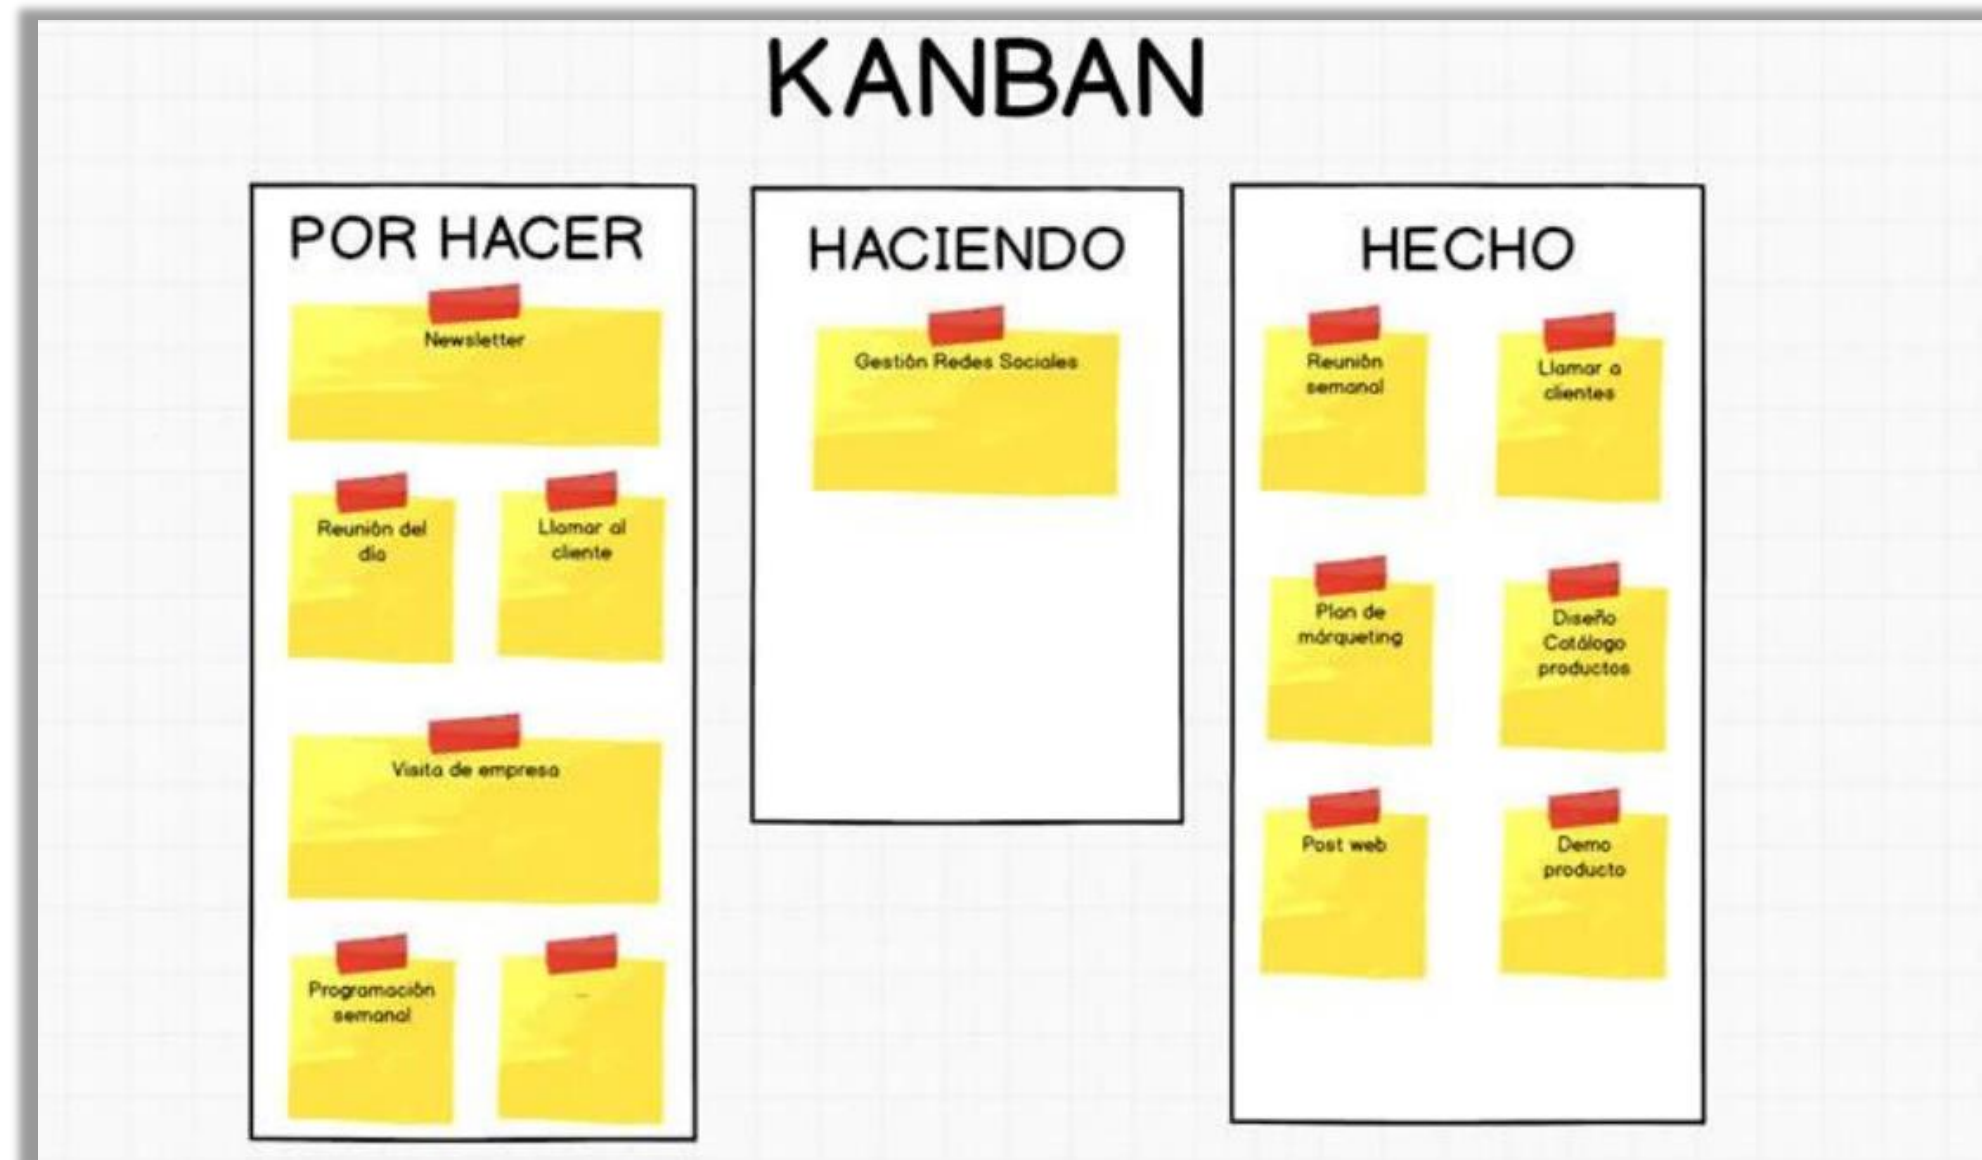 KANBAN
POR HACER
Newsletter
Reunión del
día
Llamar al
cliente
Visita de empresa
Programación
semanal
HACIENDO
Gestión Redes Sociales
HECHO
Reunión
semanal
Llamar a
clientes
Plan de
márqueting
Diseño
Catálogo
productos
Post web
Demo
producto